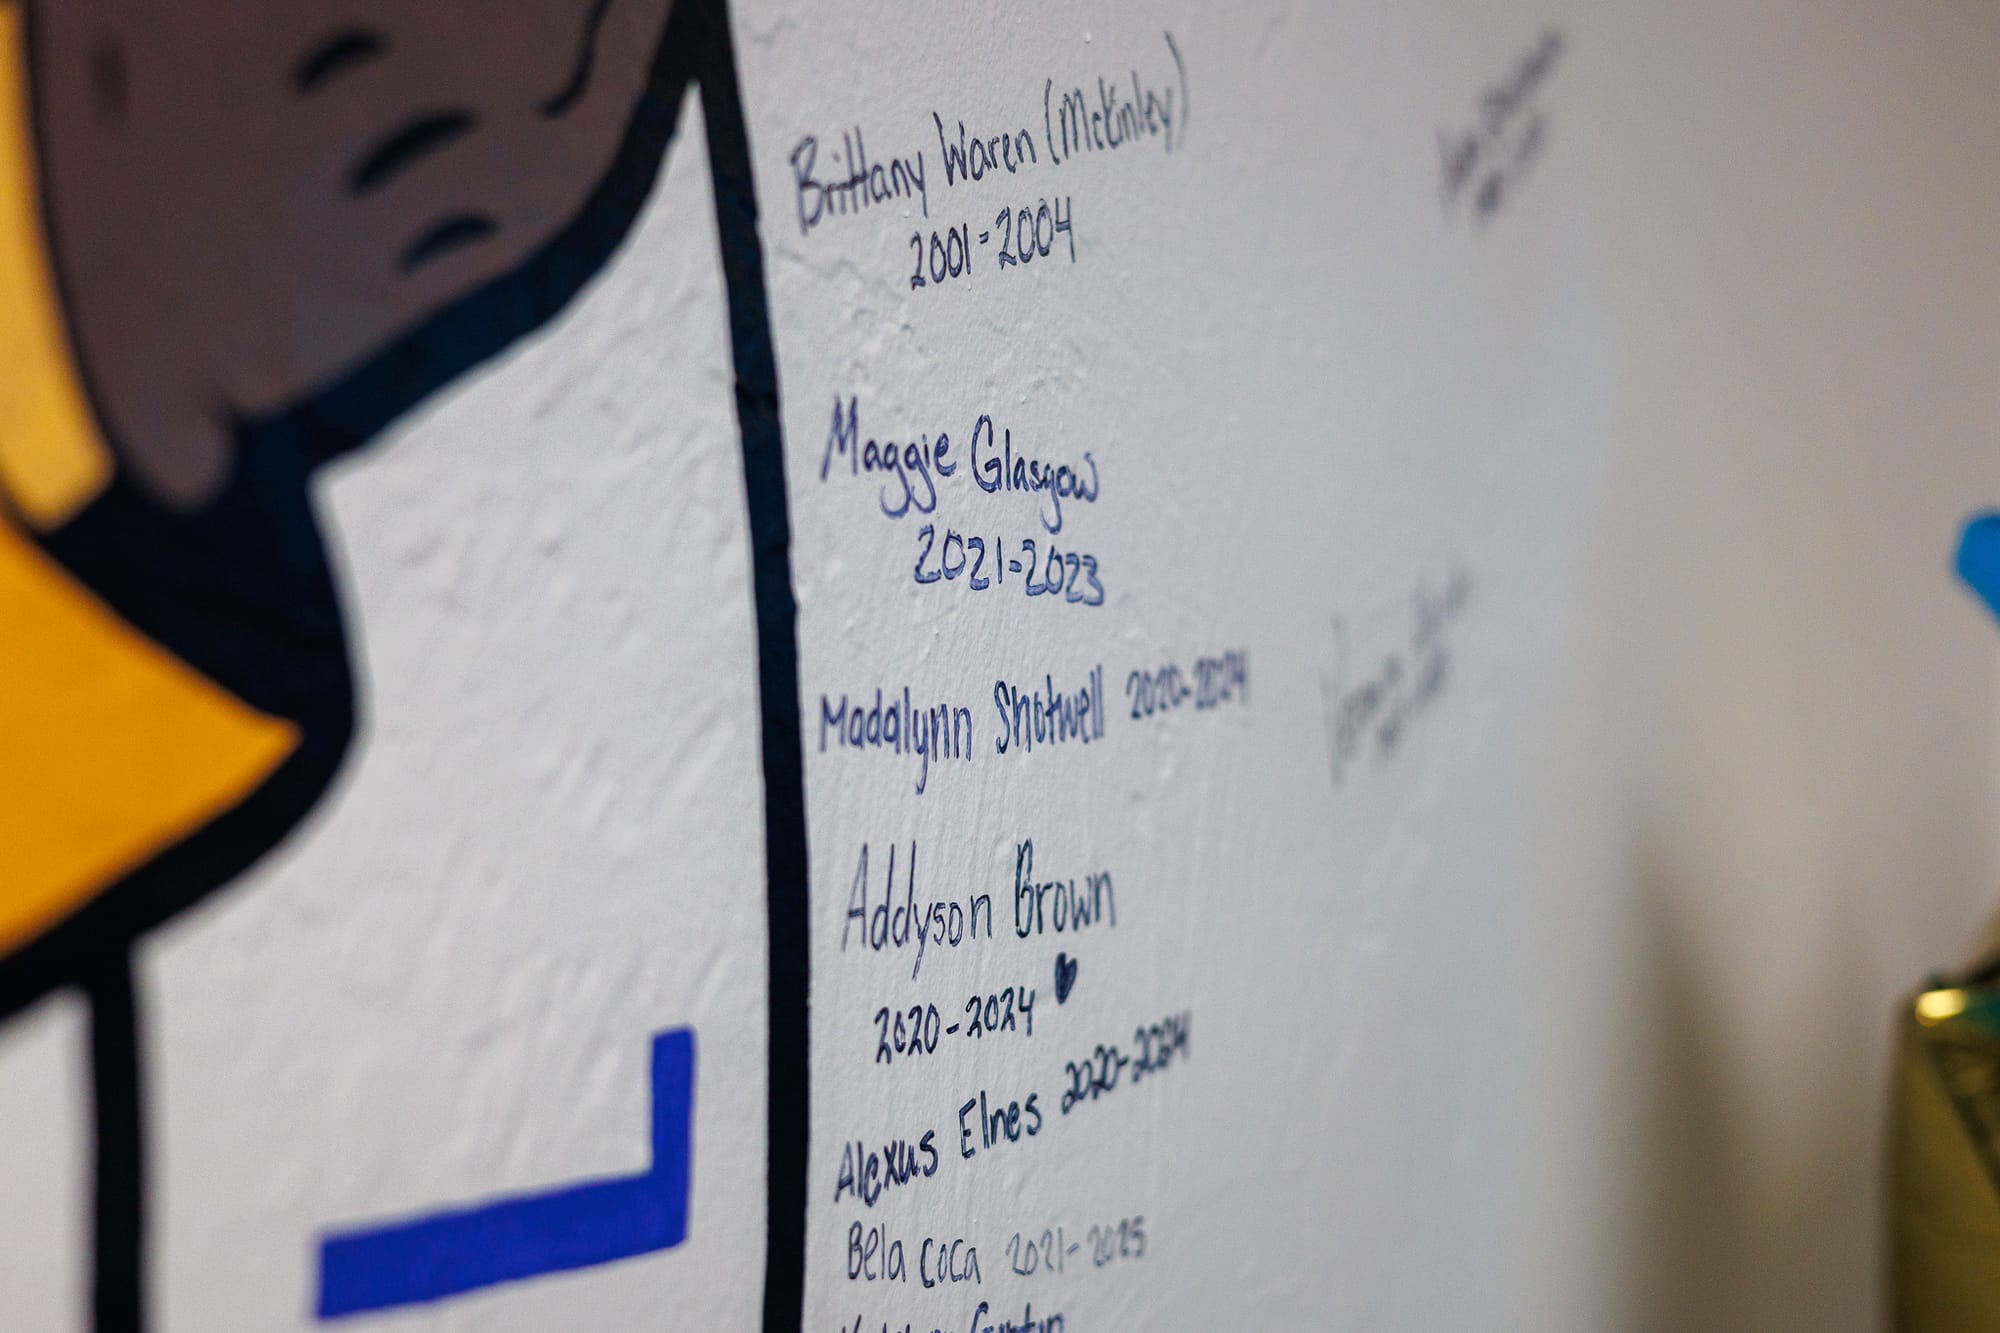 Brittany Waren (McKinley)
2001-2004
Maggie Glasgow
2021-2023
Madalynn Shotwell 2020-2024
Addyson Brown
2020-2024 ♥
Alexus Elnes 2020-2024
Bela Coca 2021-2025